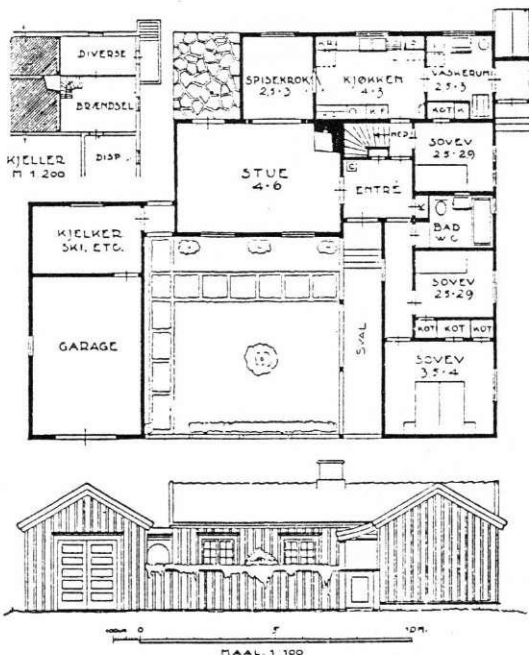 DIVERSE
BRÆNDSEL
KJELLER
M 1:200
DISP
SPISEKROK
2,5·3
KJØKKEN
4·3
VASKERUM
2,5·3
KOT
K
NED
SOVEV
2,5·2,9
STUE
4·6
ENTRÉ
BAD
WC
KJELKER
SKI. ETC.
SOVEV
2,5·2,9
KOT
KOT
KOT
GARAGE
SVAL
SOVEV
3,5·4
0
5
10 M.
MAAL. 1:100